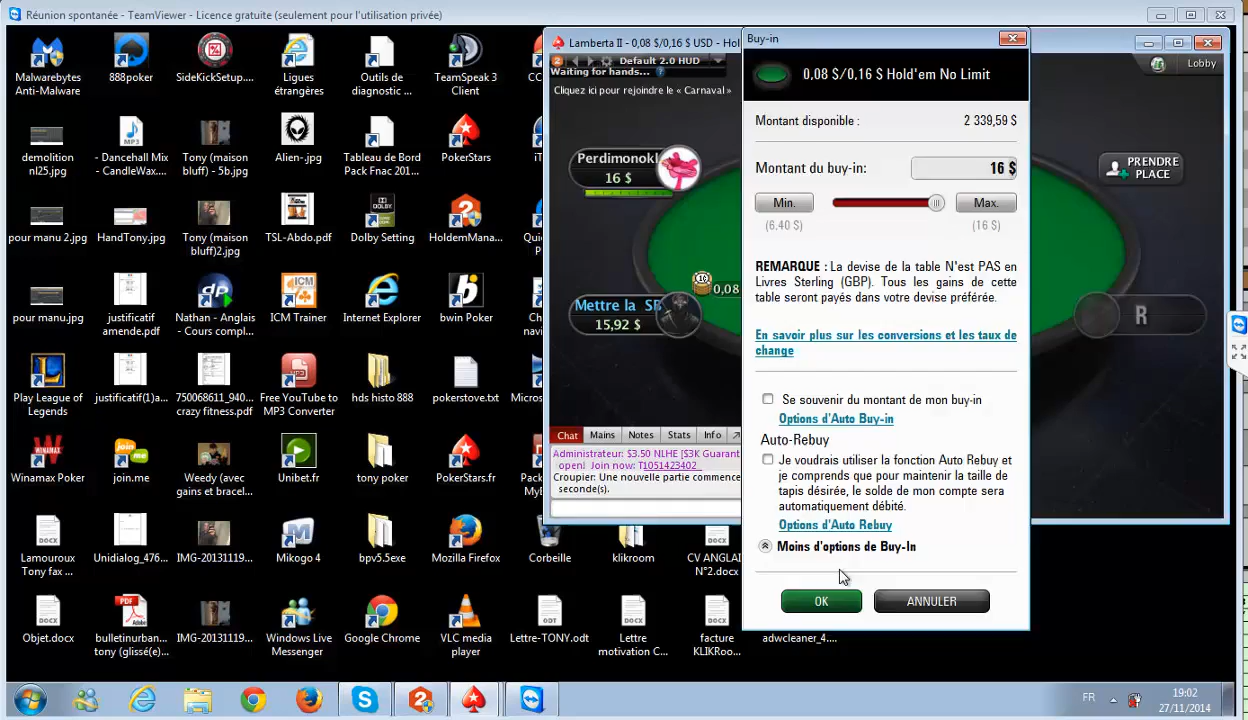 Réunion spontanée - TeamViewer - Licence gratuite (seulement pour l'utilisation privée)
Malwarebytes
Anti-Malware
888poker
SideKickSetup....
Ligues
étrangères
Outils de
diagnostic ...
TeamSpeak 3
Client
demolition
nl25.jpg
- Dancehall Mix
- CandleWax...
Tony (maison
bluff) - 5b.jpg
Alien-.jpg
Tableau de Bord
Pack Fnac 201...
PokerStars
pour manu 2.jpg
HandTony.jpg
Tony (maison
bluff)2.jpg
TSL-Abdo.pdf
Dolby Setting
HoldemMana...
pour manu.jpg
justificatif
amende.pdf
Nathan - Anglais
- Cours compl...
ICM Trainer
Internet Explorer
bwin Poker
Play League of
Legends
justificatif(1)a...
750068611_940...
crazy fitness.pdf
Free YouTube to
MP3 Converter
hds histo 888
pokerstove.txt
Winamax Poker
join.me
Weedy (avec
gains et bracel...
Unibet.fr
tony poker
PokerStars.fr
Lamouroux
Tony fax ...
Unidialog_476...
IMG-20131119...
Mikogo 4
bpv5.5exe
Mozilla Firefox
Corbeille
klikroom
CV ANGLAI
N°2.docx
Objet.docx
bulletinurban...
tony (glissé(e)...
IMG-20131119...
Windows Live
Messenger
Google Chrome
VLC media
player
Lettre-TONY.odt
Lettre
motivation C...
facture
KLIKRoo...
adwcleaner_4....
Lamberta II - 0,08 $/0,16 $ USD - Hol
Default 2.0 HUD
Waiting for hands...
Cliquez ici pour rejoindre le « Carnaval »
Lobby
Perdimonokl
16 $
PRENDRE
PLACE
0,08
Mettre la SB
15,92 $
R
Chat
Mains
Notes
Stats
Info
Administrateur: $3.50 NLHE [$3K Guarant
open! Join now: T1051423402
Croupier: Une nouvelle partie commence
seconde(s).
Buy-in
0,08 $/0,16 $ Hold'em No Limit
Montant disponible :
2 339,59 $
Montant du buy-in:
16 $
Min.
Max.
(6.40 $)
(16 $)
REMARQUE : La devise de la table N'est PAS en
Livres Sterling (GBP). Tous les gains de cette
table seront payés dans votre devise préférée.
En savoir plus sur les conversions et les taux de
change
Se souvenir du montant de mon buy-in
Options d'Auto Buy-in
Auto-Rebuy
Je voudrais utiliser la fonction Auto Rebuy et
je comprends que pour maintenir la taille de
tapis désirée, le solde de mon compte sera
automatiquement débité.
Options d'Auto Rebuy
Moins d'options de Buy-In
OK
ANNULER
FR
19:02
27/11/2014